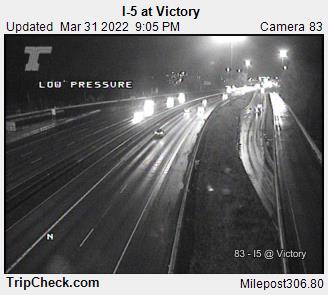 I-5 at Victory
Updated Mar 31 2022 9:05 PM Camera 83
T
LOW PRESSURE
N
83 - I5 @ Victory
TripCheck.com Milepost306.80